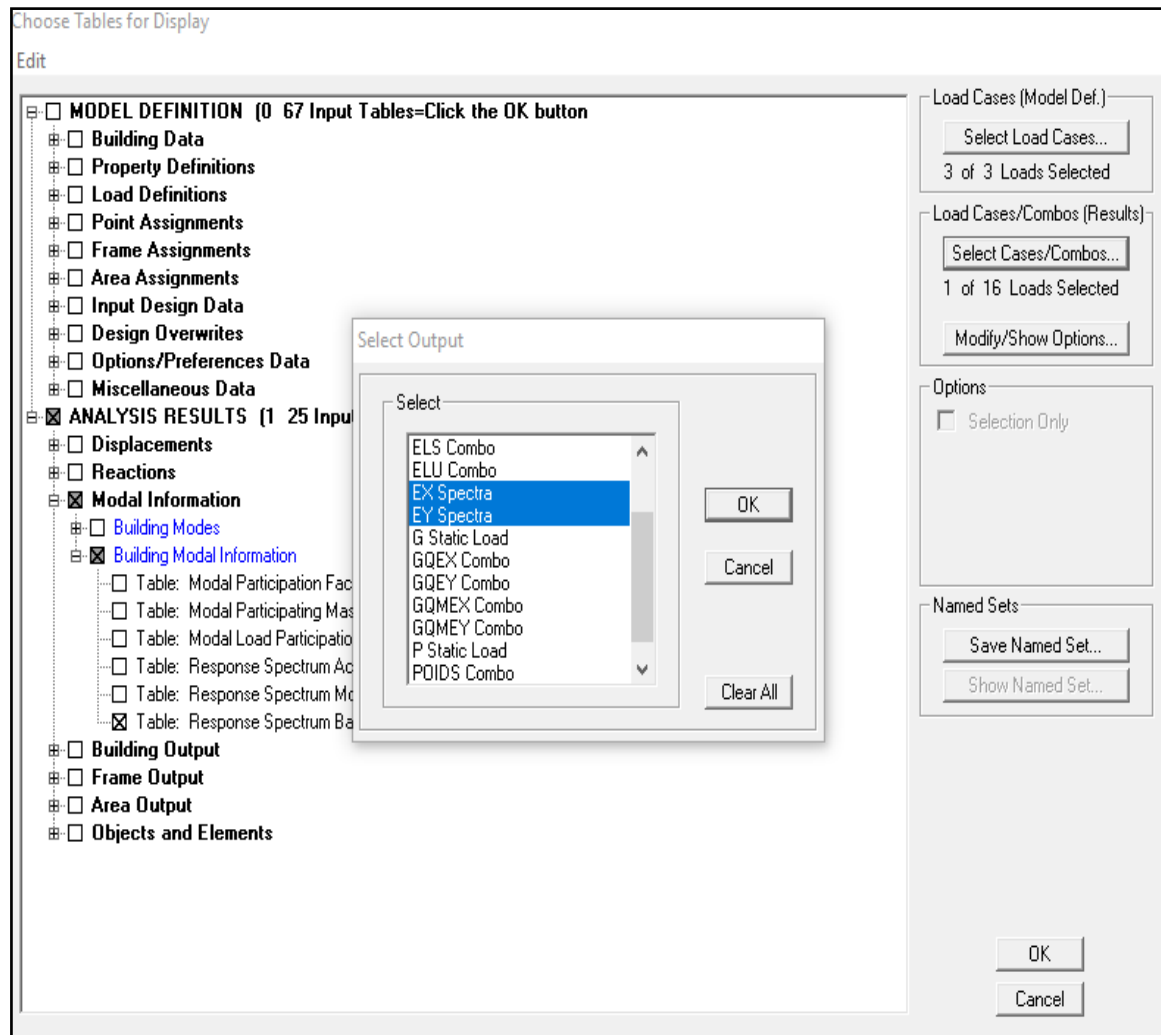 Choose Tables for Display
Edit
MODEL DEFINITION (0 67 Input Tables=Click the OK button
Building Data
Property Definitions
Load Definitions
Point Assignments
Frame Assignments
Area Assignments
Input Design Data
Design Overwrites
Options/Preferences Data
Miscellaneous Data
ANALYSIS RESULTS (1 25 Inpu
Displacements
Reactions
Modal Information
Building Modes
Building Modal Information
Table: Modal Participation Fac
Table: Modal Participating Mas
Table: Modal Load Participatio
Table: Response Spectrum Ac
Table: Response Spectrum Mo
Table: Response Spectrum Ba
Building Output
Frame Output
Area Output
Objects and Elements
Select Output
Select
ELS Combo
ELU Combo
EX Spectra
EY Spectra
G Static Load
GQEX Combo
GQEY Combo
GQMEX Combo
GQMEY Combo
P Static Load
POIDS Combo
OK
Cancel
Clear All
Load Cases (Model Def.)
Select Load Cases...
3 of 3 Loads Selected
Load Cases/Combos (Results)
Select Cases/Combos...
1 of 16 Loads Selected
Modify/Show Options...
Options
Selection Only
Named Sets
Save Named Set...
Show Named Set...
OK
Cancel